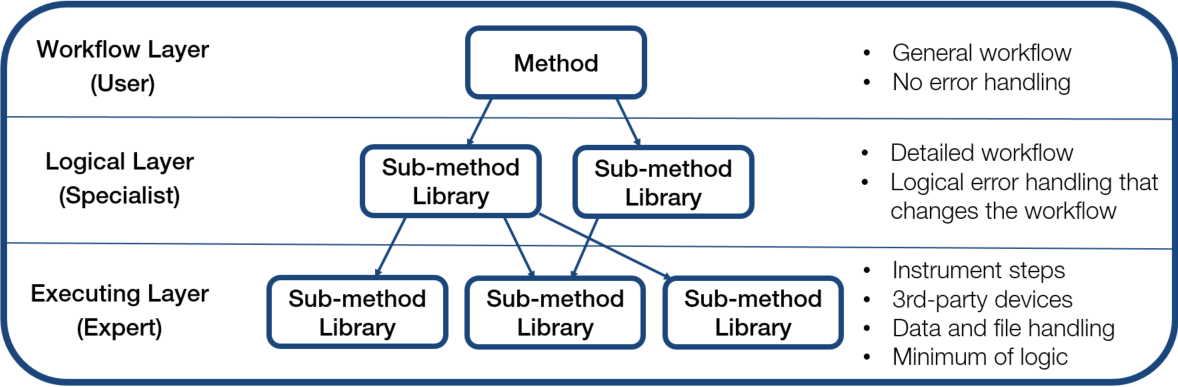 Workflow Layer
(User)
Method
• General workflow
• No error handling
Logical Layer
(Specialist)
Sub-method
Library
Sub-method
Library
• Detailed workflow
• Logical error handling that
changes the workflow
Executing Layer
(Expert)
Sub-method
Library
Sub-method
Library
Sub-method
Library
• Instrument steps
• 3rd-party devices
• Data and file handling
• Minimum of logic